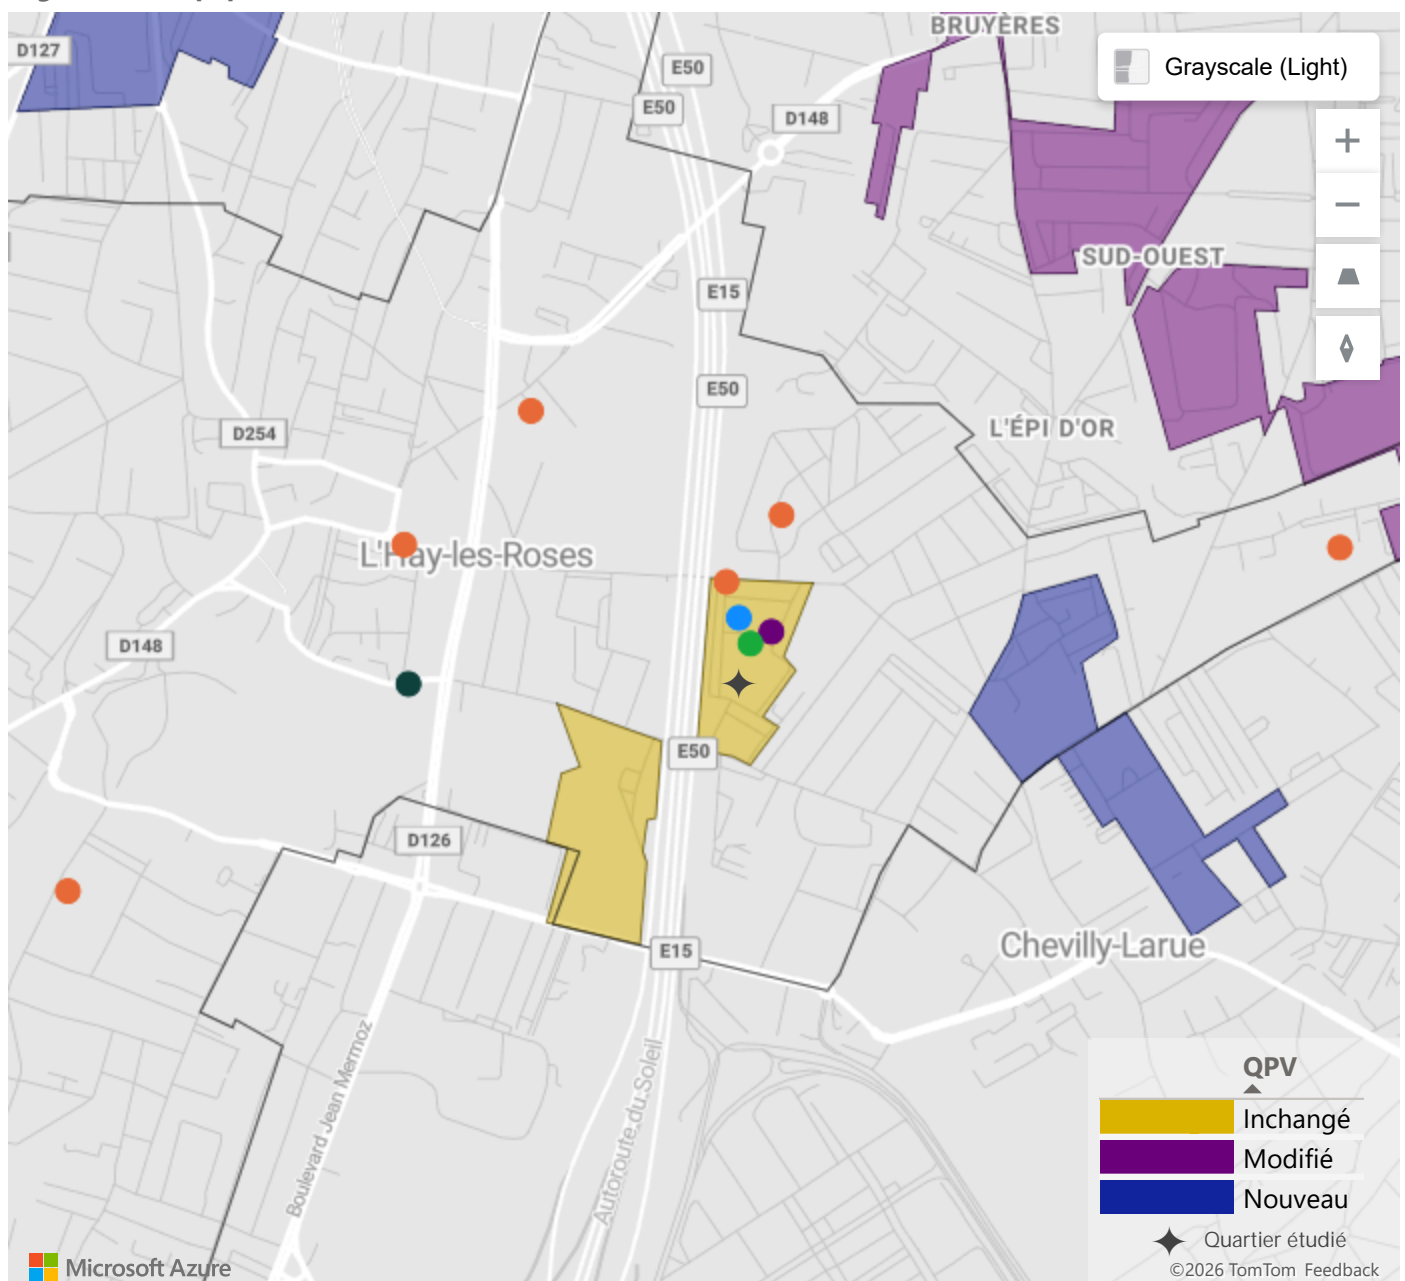 D127
BRUYÈRES
Grayscale (Light)
E50
E50
D148
SUD-OUEST
E15
E50
D254
L'ÉPI D'OR
L'Haÿ-les-Roses
D148
E50
D126
Chevilly-Larue
E15
Boulevard Jean Mermoz
Autoroute du Soleil
QPV
Inchangé
Modifié
Nouveau
Quartier étudié
Microsoft Azure
©2026 TomTom Feedback